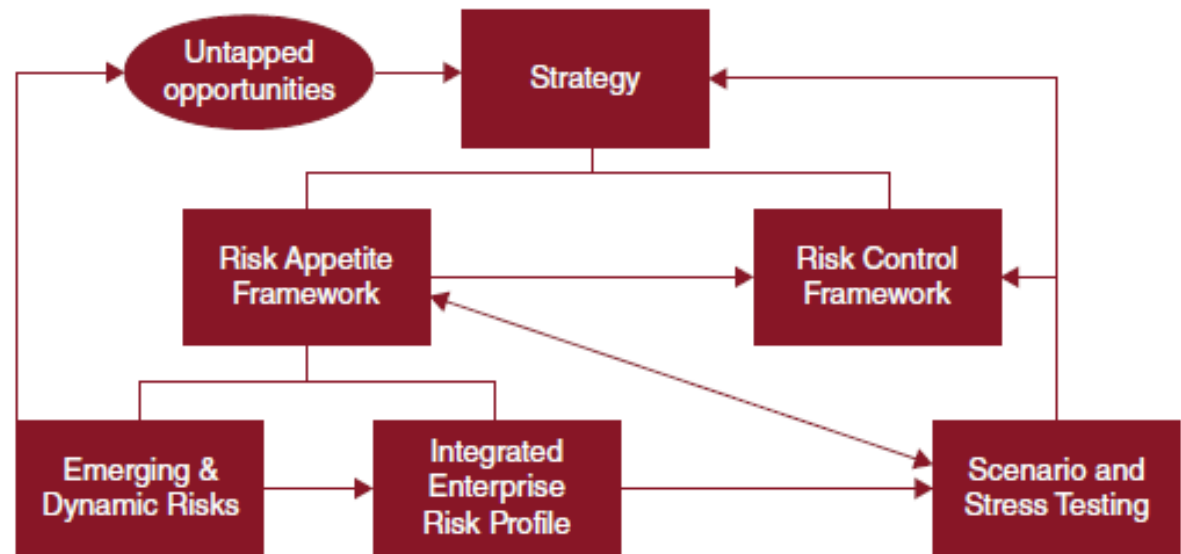 Untapped
opportunities
Strategy
Risk Appetite
Framework
Risk Control
Framework
Emerging &
Dynamic Risks
Integrated
Enterprise
Risk Profile
Scenario and
Stress Testing